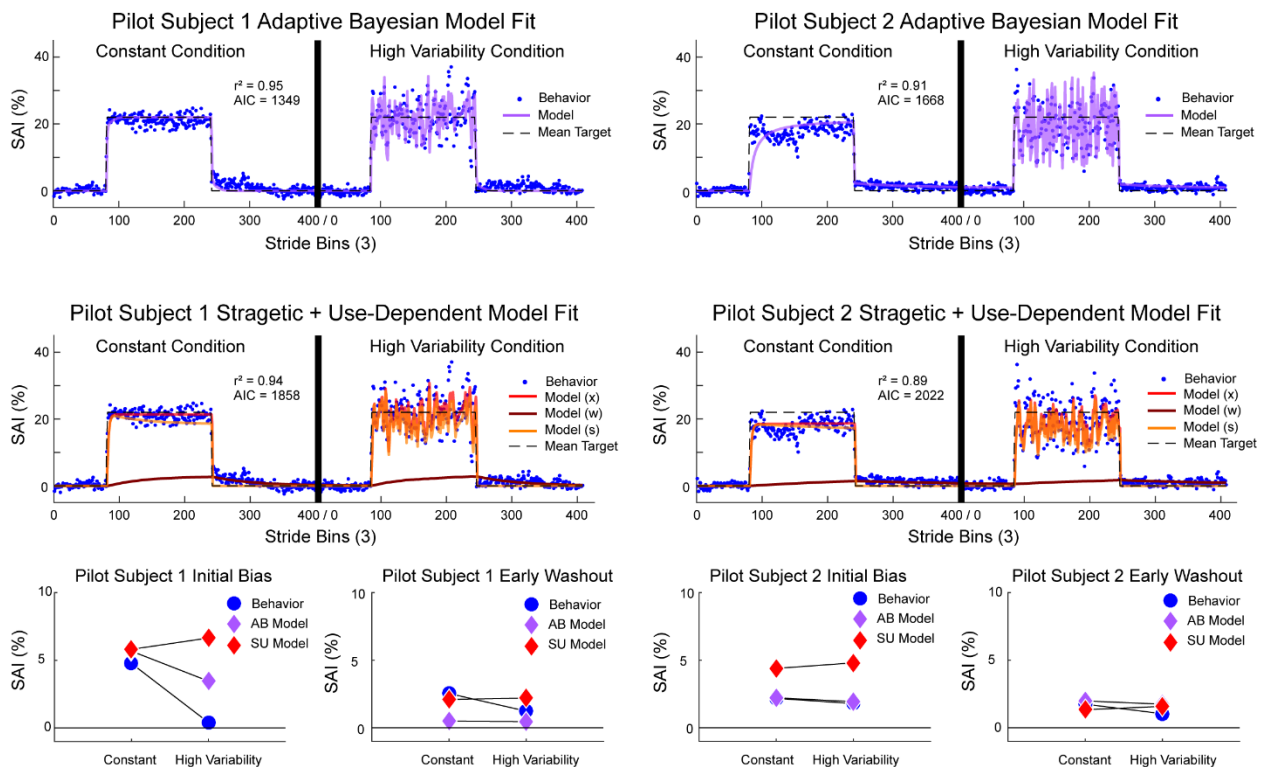 Pilot Subject 1 Adaptive Bayesian Model Fit
Constant Condition
High Variability Condition
r² = 0.95
AIC = 1349
Behavior
Model
Mean Target
SAI (%)
40
20
0
0 100 200 300 400 / 0 100 200 300 400
Stride Bins (3)
Pilot Subject 2 Adaptive Bayesian Model Fit
Constant Condition
High Variability Condition
r² = 0.91
AIC = 1668
Behavior
Model
Mean Target
SAI (%)
40
20
0
0 100 200 300 400 / 0 100 200 300 400
Stride Bins (3)
Pilot Subject 1 Stragetic + Use-Dependent Model Fit
Constant Condition
High Variability Condition
r² = 0.94
AIC = 1858
Behavior
Model (x)
Model (w)
Model (s)
Mean Target
SAI (%)
40
20
0
0 100 200 300 400 / 0 100 200 300 400
Stride Bins (3)
Pilot Subject 2 Stragetic + Use-Dependent Model Fit
Constant Condition
High Variability Condition
r² = 0.89
AIC = 2022
Behavior
Model (x)
Model (w)
Model (s)
Mean Target
SAI (%)
40
20
0
0 100 200 300 400 / 0 100 200 300 400
Stride Bins (3)
Pilot Subject 1 Initial Bias
Behavior
AB Model
SU Model
SAI (%)
10
5
0
Constant High Variability
Pilot Subject 1 Early Washout
Behavior
AB Model
SU Model
SAI (%)
10
5
0
Constant High Variability
Pilot Subject 2 Initial Bias
Behavior
AB Model
SU Model
SAI (%)
10
5
0
Constant High Variability
Pilot Subject 2 Early Washout
Behavior
AB Model
SU Model
SAI (%)
10
5
0
Constant High Variability